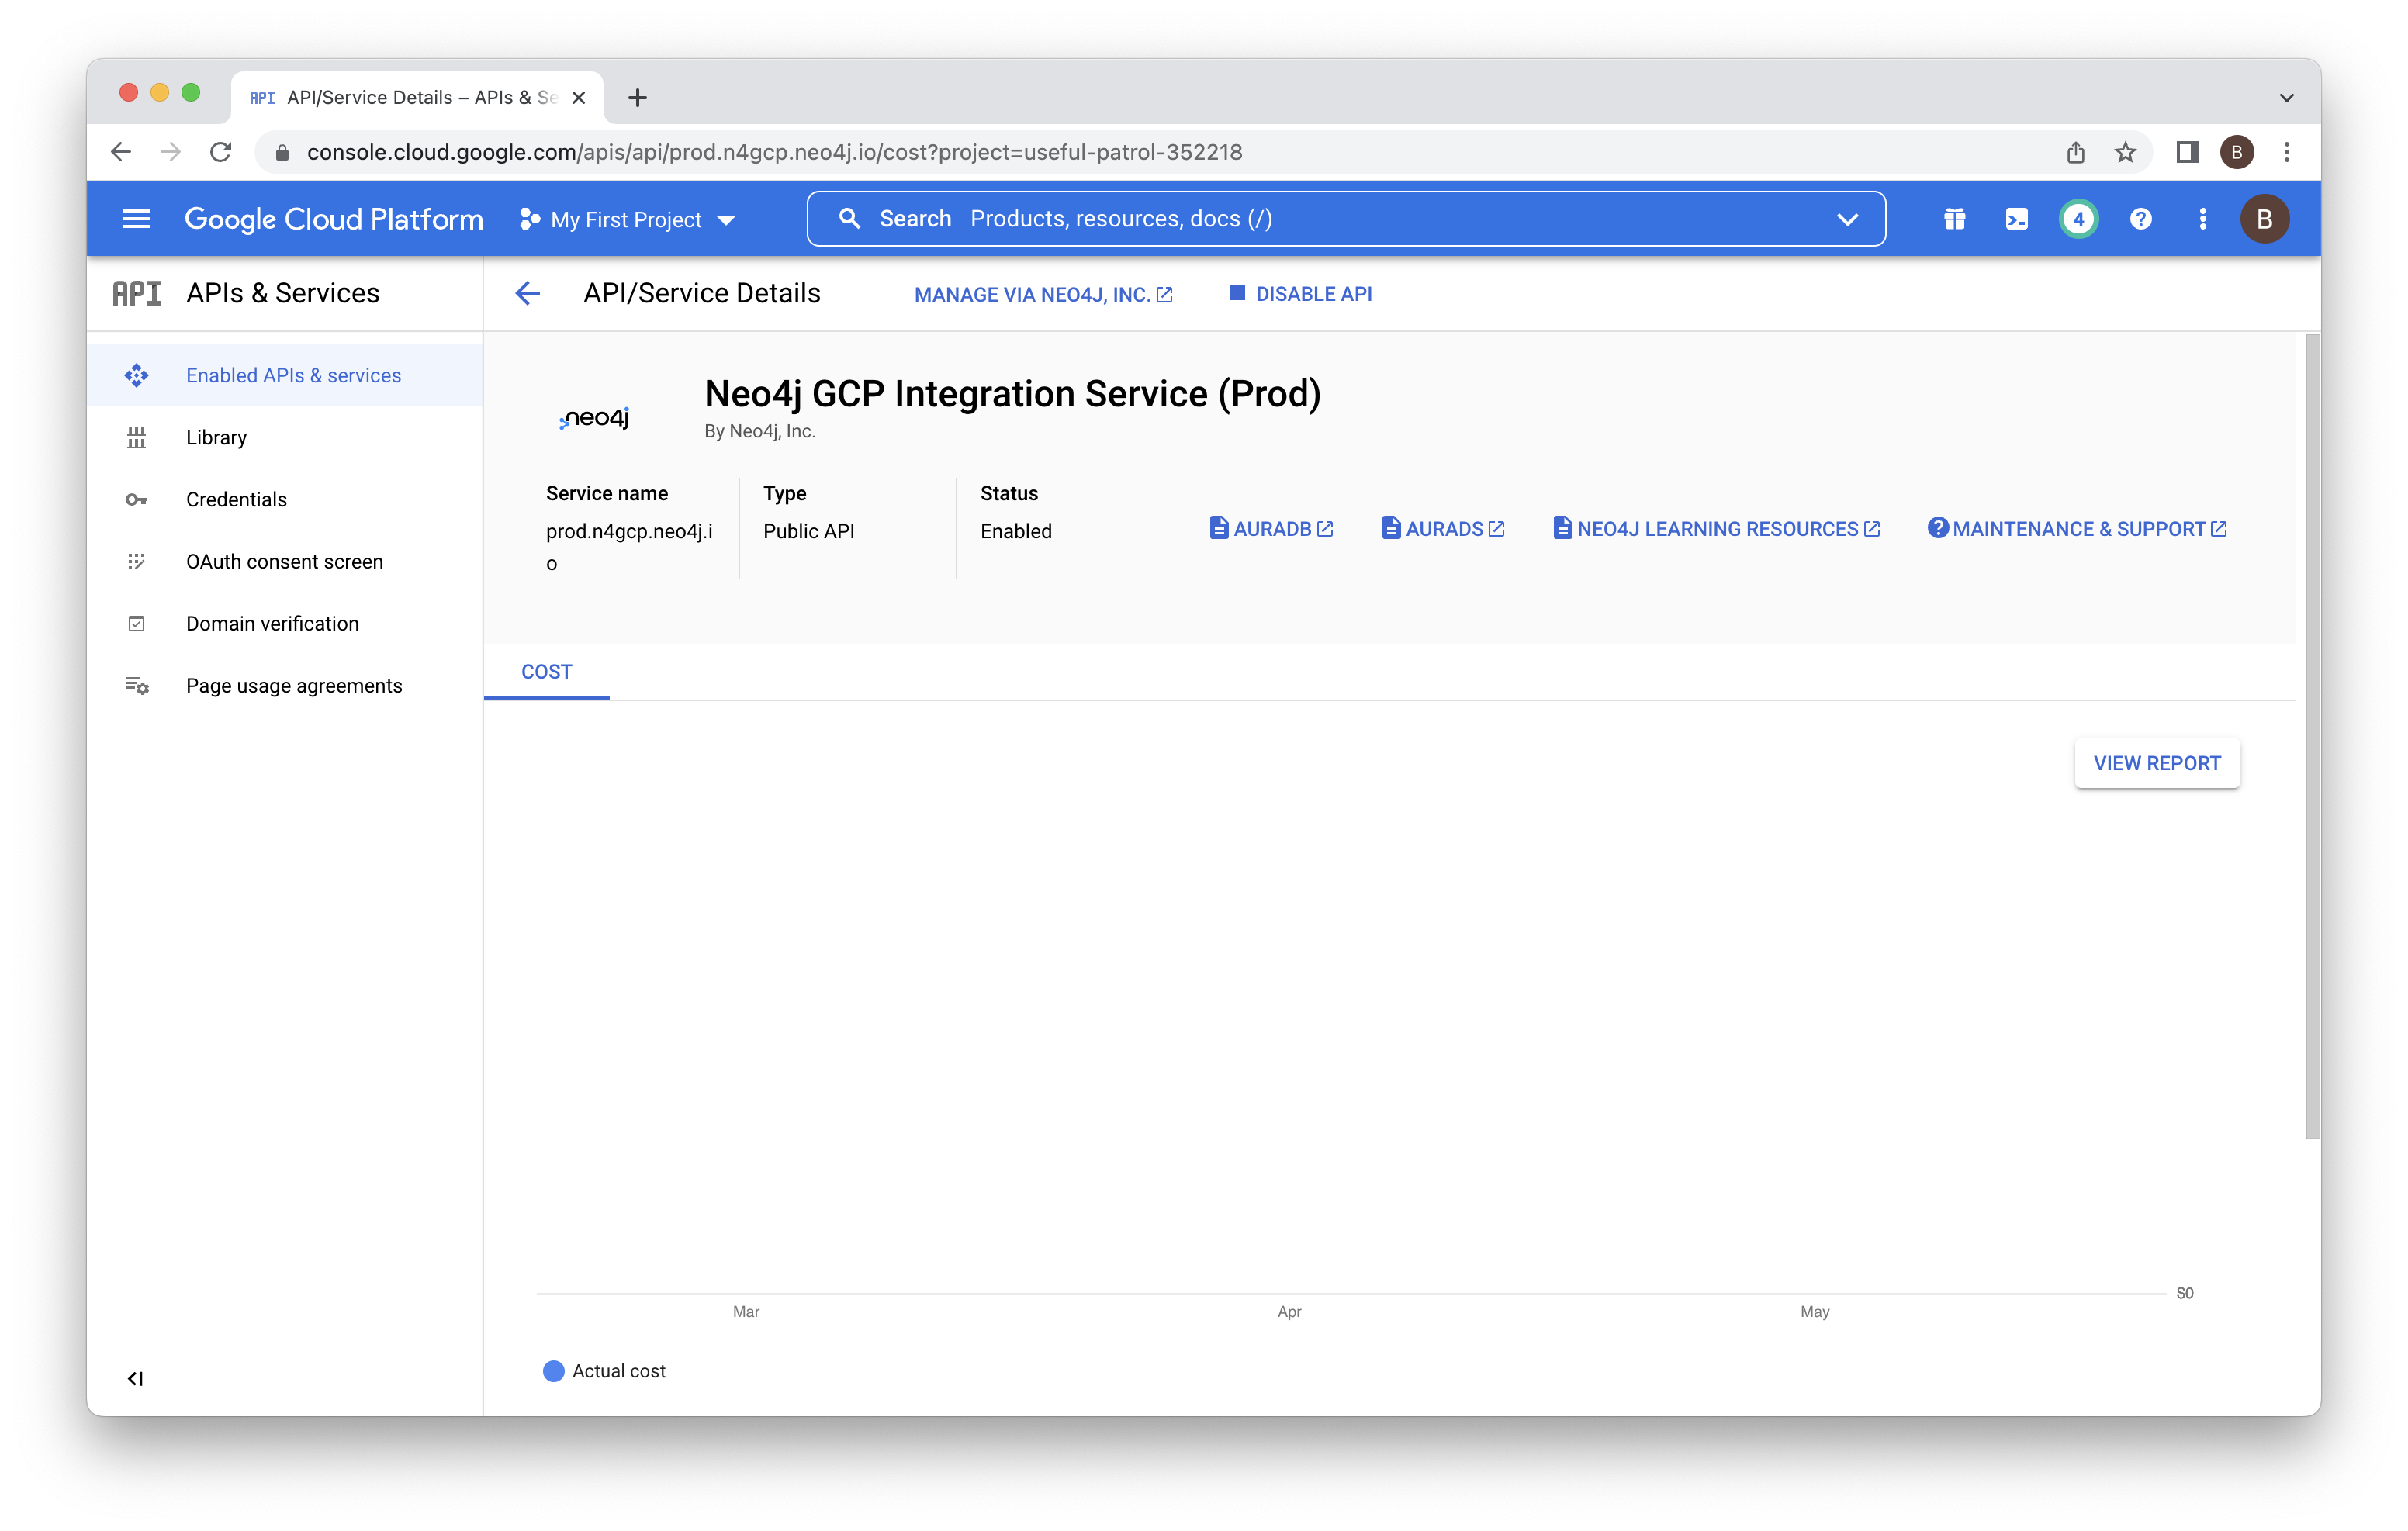 API API/Service Details – APIs & Se
console.cloud.google.com/apis/api/prod.n4gcp.neo4j.io/cost?project=useful-patrol-352218
B
Google Cloud Platform
My First Project
Search Products, resources, docs (/)
4
?
B
API APIs & Services
API/Service Details
MANAGE VIA NEO4J, INC.
DISABLE API
Enabled APIs & services
Library
Credentials
OAuth consent screen
Domain verification
Page usage agreements
neo4j
Neo4j GCP Integration Service (Prod)
By Neo4j, Inc.
Service name
prod.n4gcp.neo4j.i
o
Type
Public API
Status
Enabled
AURADB
AURADS
NEO4J LEARNING RESOURCES
? MAINTENANCE & SUPPORT
COST
VIEW REPORT
$0
Mar
Apr
May
Actual cost